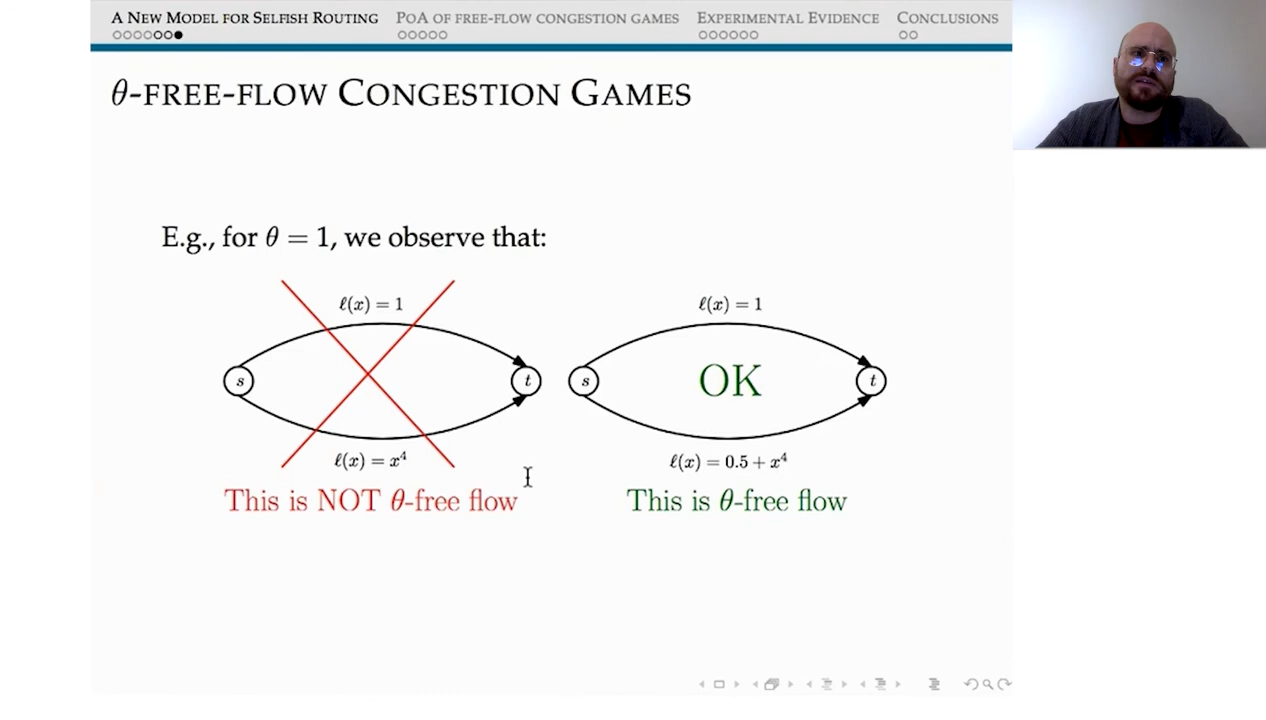 A NEW MODEL FOR SELFISH ROUTING POA OF FREE-FLOW CONGESTION GAMES EXPERIMENTAL EVIDENCE CONCLUSIONS
θ-FREE-FLOW CONGESTION GAMES
E.g., for θ = 1, we observe that:
ℓ(x) = 1 ℓ(x) = 1
s t s OK t
ℓ(x) = x⁴ ℓ(x) = 0.5 + x⁴
This is NOT θ-free flow This is θ-free flow